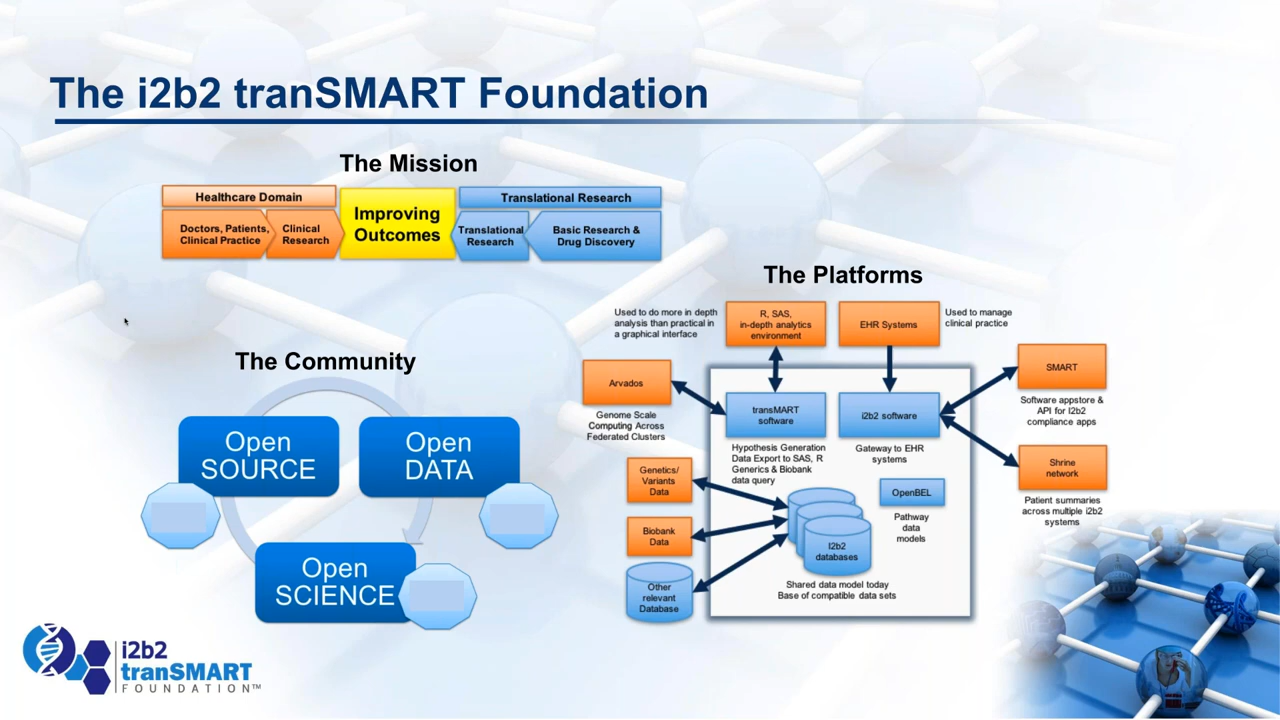 The i2b2 tranSMART Foundation
The Mission
Healthcare Domain
Doctors, Patients,
Clinical Practice
Clinical
Research
Improving
Outcomes
Translational Research
Translational
Research
Basic Research &
Drug Discovery
The Community
Open
SOURCE
Open
DATA
Open
SCIENCE
The Platforms
Used to do more in depth
analysis than practical in
a graphical interface
R, SAS,
in-depth analytics
environment
EHR Systems
Used to manage
clinical practice
Arvados
Genome Scale
Computing Across
Federated Clusters
transMART
software
Hypothesis Generation
Data Export to SAS, R
Generics & Biobank
data query
i2b2 software
Gateway to EHR
systems
SMART
Software appstore &
API for I2b2
compliance apps
Shrine
network
Patient summaries
across multiple i2b2
systems
Genetics/
Variants
Data
Biobank
Data
Other
relevant
Database
OpenBEL
Pathway
data
models
I2b2
databases
Shared data model today
Base of compatible data sets
i2b2
tranSMART
FOUNDATION™